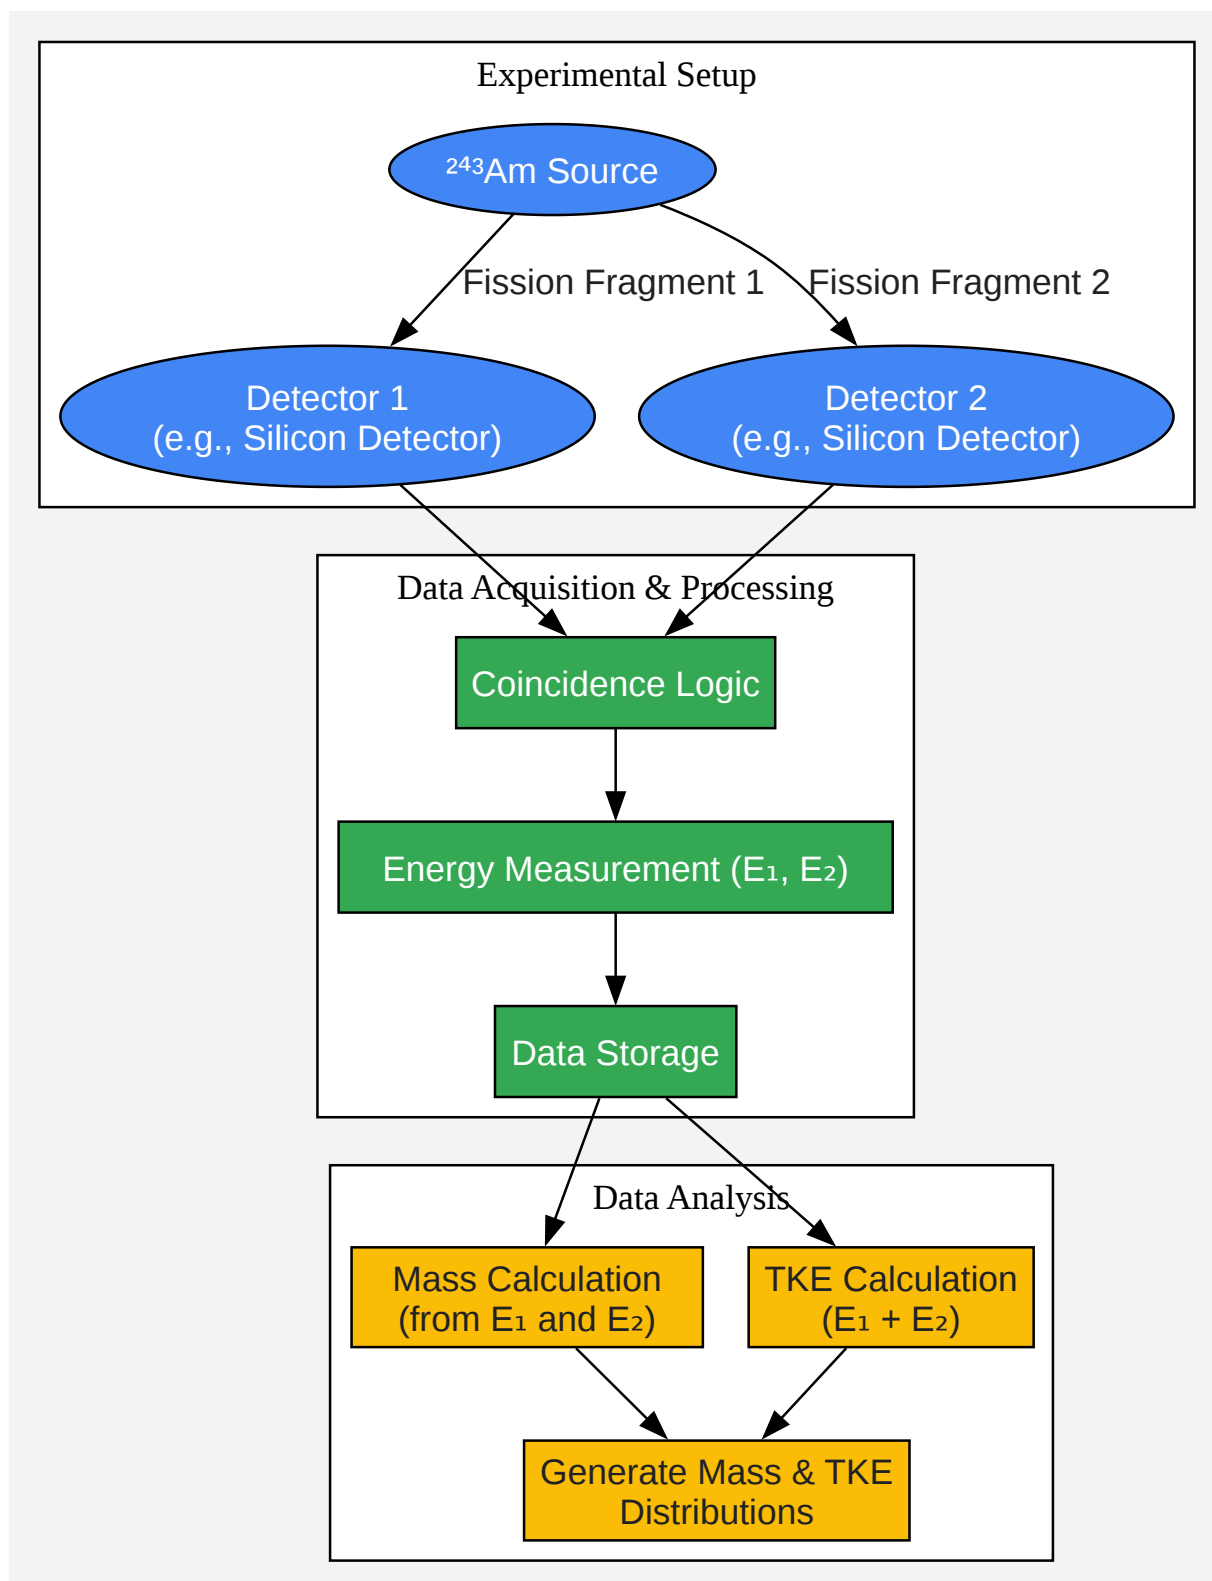 Experimental Setup
²⁴³Am Source
Fission Fragment 1
Fission Fragment 2
Detector 1
(e.g., Silicon Detector)
Detector 2
(e.g., Silicon Detector)
Data Acquisition & Processing
Coincidence Logic
Energy Measurement (E₁, E₂)
Data Storage
Data Analysis
Mass Calculation
(from E₁ and E₂)
TKE Calculation
(E₁ + E₂)
Generate Mass & TKE
Distributions